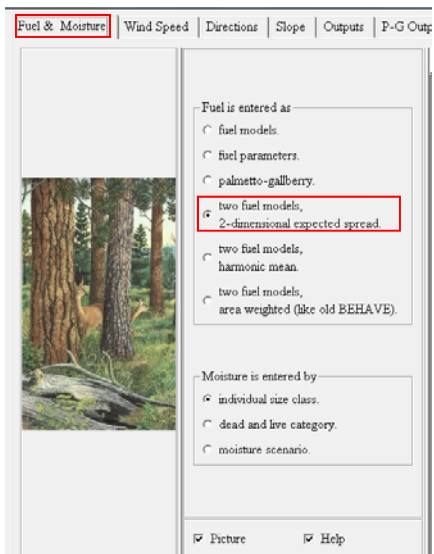 Fuel & Moisture Wind Speed Directions Slope Outputs P-G Outp
Fuel is entered as
fuel models.
fuel parameters.
palmetto-gallberry.
two fuel models,
2-dimensional expected spread.
two fuel models,
harmonic mean.
two fuel models,
area weighted (like old BEHAVE).
Moisture is entered by
individual size class.
dead and live category.
moisture scenario.
Picture Help